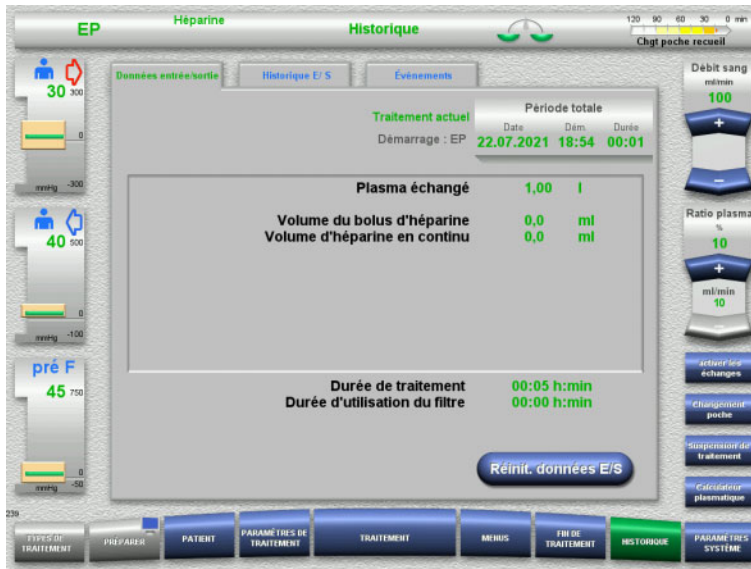 EP
Héparine
Historique
120 90 60 30 0 min
Chgt poche recueil
30
300
0
-300
mmHg
40
500
0
-100
mmHg
pré F
45
750
0
-50
mmHg
Données entrée/sortie
Historique E/ S
Événements
Traitement actuel
Démarrage : EP
Période totale
Date Dém. Durée
22.07.2021 18:54 00:01
Plasma échangé 1,00 l
Volume du bolus d'héparine 0,0 ml
Volume d'héparine en continu 0,0 ml
Durée de traitement 00:05 h:min
Durée d'utilisation du filtre 00:00 h:min
Réinit. données E/S
Débit sang
ml/min
100
+
−
Ratio plasma
%
10
+
ml/min
10
−
activer les
échanges
Changement
poche
Suspension de
traitement
Calculateur
plasmatique
239
TYPES DE
TRAITEMENT
PRÉPARER
PATIENT
PARAMÈTRES DE
TRAITEMENT
TRAITEMENT
MENUS
FIN DE
TRAITEMENT
HISTORIQUE
PARAMÈTRES
SYSTÈME